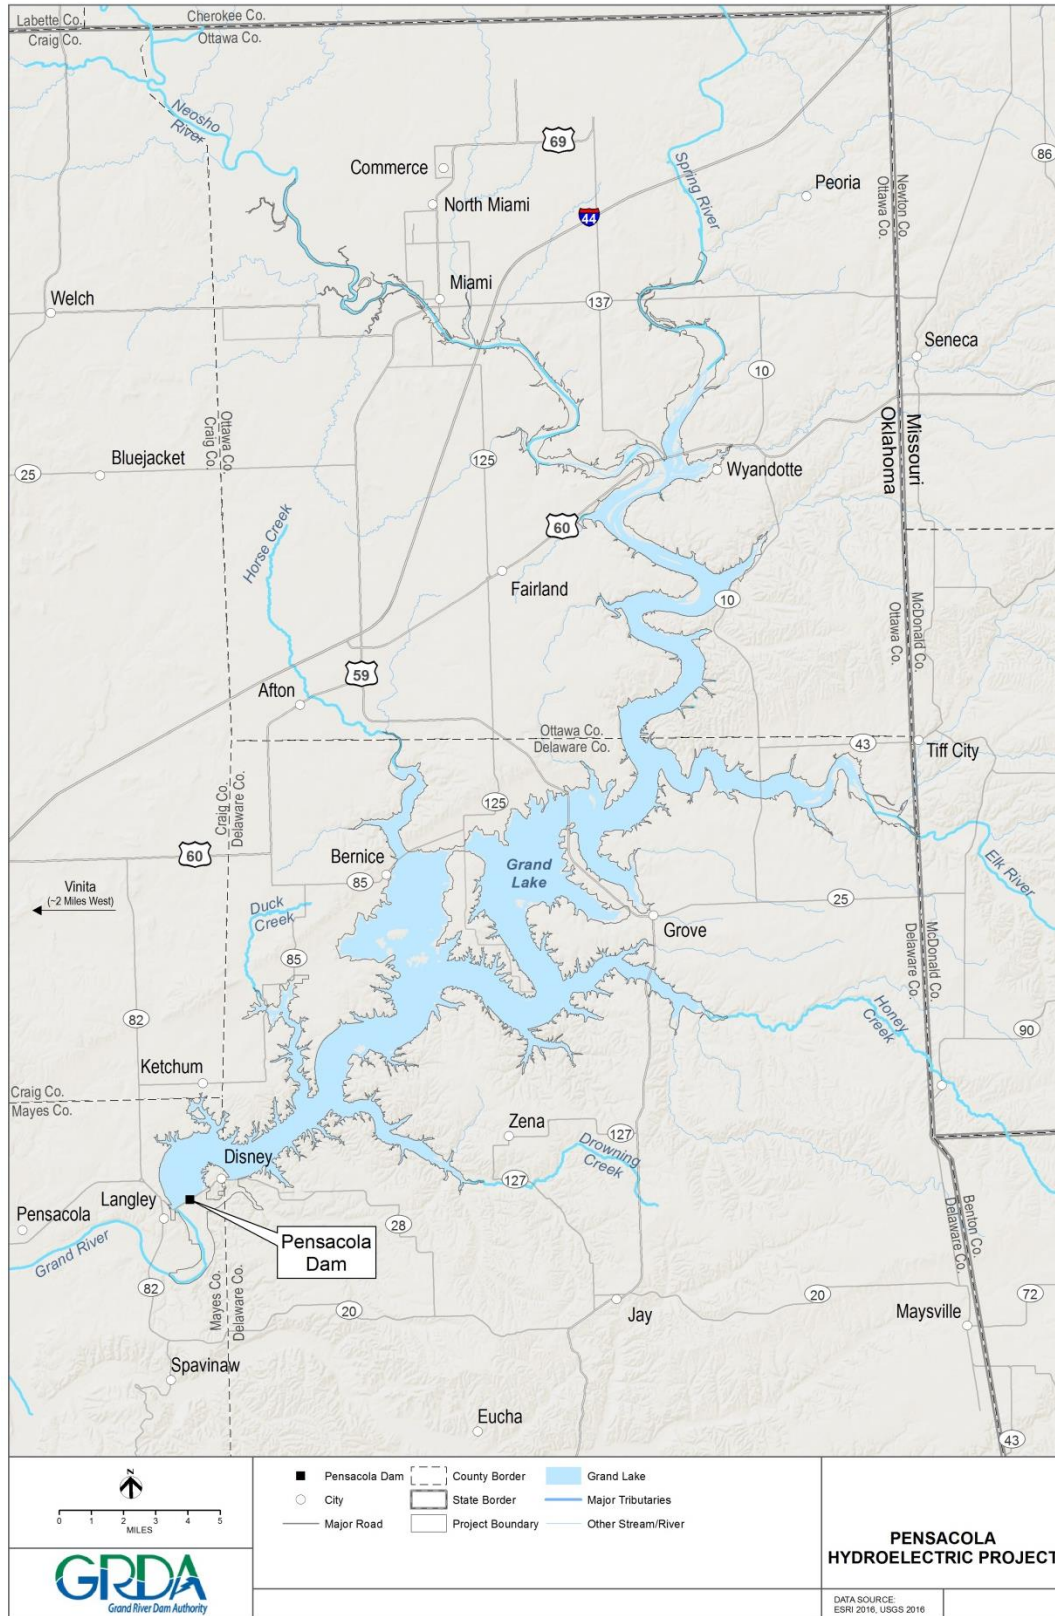 Labette Co.
Cherokee Co.
Craig Co.
Ottawa Co.
Neosho
River
69
Commerce
86
Spring River
Peoria
Newton Co.
Ottawa Co.
North Miami
44
Miami
137
Welch
Seneca
10
Ottawa Co.
Craig Co.
Missouri
Oklahoma
Bluejacket
25
125
Wyandotte
Horse Creek
60
Fairland
10
McDonald Co.
Ottawa Co.
59
Afton
Ottawa Co.
Delaware Co.
43
Tiff City
Craig Co.
Delaware Co.
125
60
Bernice
85
Grand
Lake
Elk River
Vinita
(~2 Miles West)
Duck
Creek
25
Grove
McDonald Co.
Delaware Co.
85
82
Honey
Creek
90
Ketchum
Craig Co.
Mayes Co.
Zena
127
Drowning
Creek
Disney
127
Langley
Pensacola
28
Grand River
Pensacola
Dam
Benton Co.
Delaware Co.
82
Mayes Co.
Delaware Co.
20
20
72
Jay
Maysville
Spavinaw
Eucha
43
N
0 1 2 3 4 5
MILES
Pensacola Dam
County Border
Grand Lake
City
State Border
Major Tributaries
Major Road
Project Boundary
Other Stream/River
PENSACOLA
HYDROELECTRIC PROJECT
GRDA
Grand River Dam Authority
DATA SOURCE:
ESRI 2016, USGS 2016